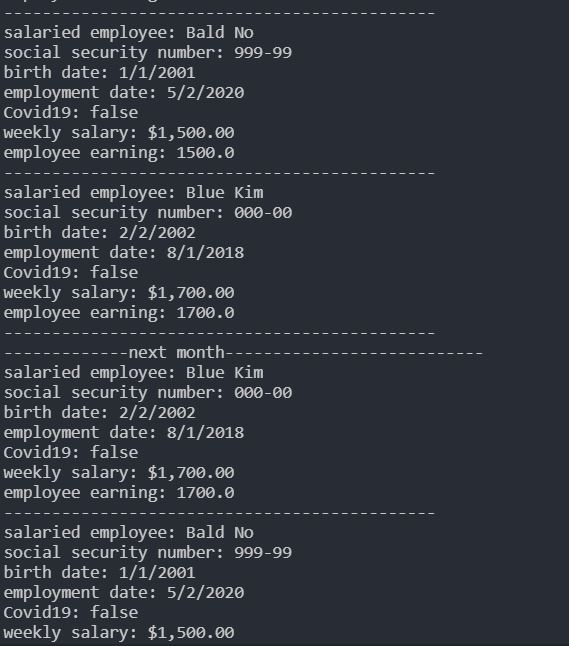 ---------------------------------------------
salaried employee: Bald No
social security number: 999-99
birth date: 1/1/2001
employment date: 5/2/2020
Covid19: false
weekly salary: $1,500.00
employee earning: 1500.0
---------------------------------------------
salaried employee: Blue Kim
social security number: 000-00
birth date: 2/2/2002
employment date: 8/1/2018
Covid19: false
weekly salary: $1,700.00
employee earning: 1700.0
---------------------------------------------
-------------next month---------------------------
salaried employee: Blue Kim
social security number: 000-00
birth date: 2/2/2002
employment date: 8/1/2018
Covid19: false
weekly salary: $1,700.00
employee earning: 1700.0
---------------------------------------------
salaried employee: Bald No
social security number: 999-99
birth date: 1/1/2001
employment date: 5/2/2020
Covid19: false
weekly salary: $1,500.00